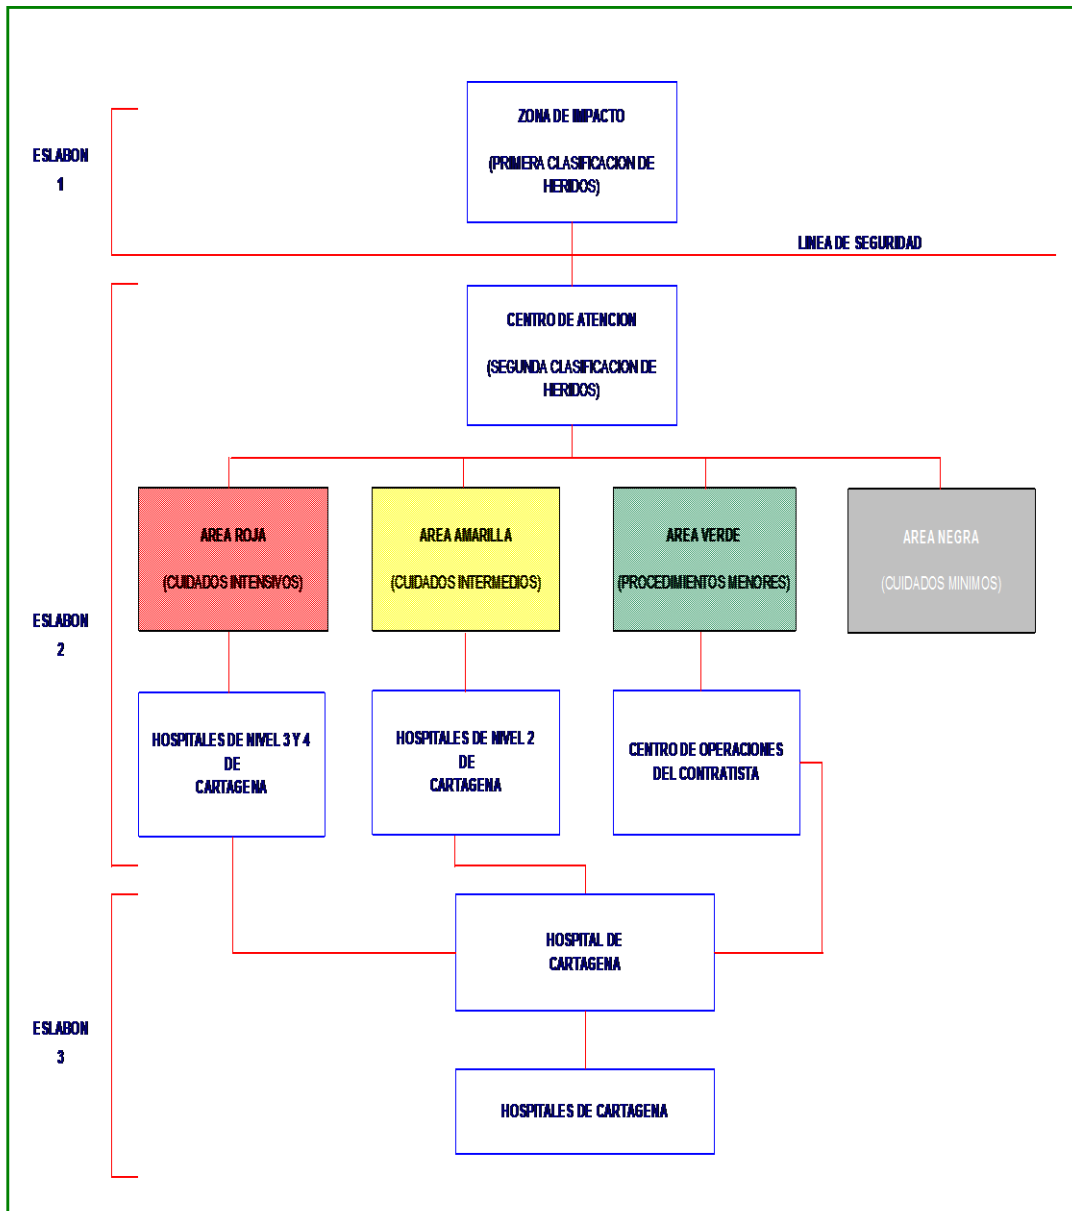 ZONA DE IMPACTO
(PRIMERA CLASIFICACION DE
HERIDOS)
ESLABON
1
LINEA DE SEGURIDAD
CENTRO DE ATENCION
(SEGUNDA CLASIFICACION DE
HERIDOS)
AREA ROJA
(CUIDADOS INTENSIVOS)
AREA AMARILLA
(CUIDADOS INTERMEDIOS)
AREA VERDE
(PROCEDIMIENTOS MENORES)
AREA NEGRA
(CUIDADOS MINIMOS)
ESLABON
2
HOSPITALES DE NIVEL 3 Y 4
DE
CARTAGENA
HOSPITALES DE NIVEL 2
DE
CARTAGENA
CENTRO DE OPERACIONES
DEL CONTRATISTA
HOSPITAL DE
CARTAGENA
ESLABON
3
HOSPITALES DE CARTAGENA